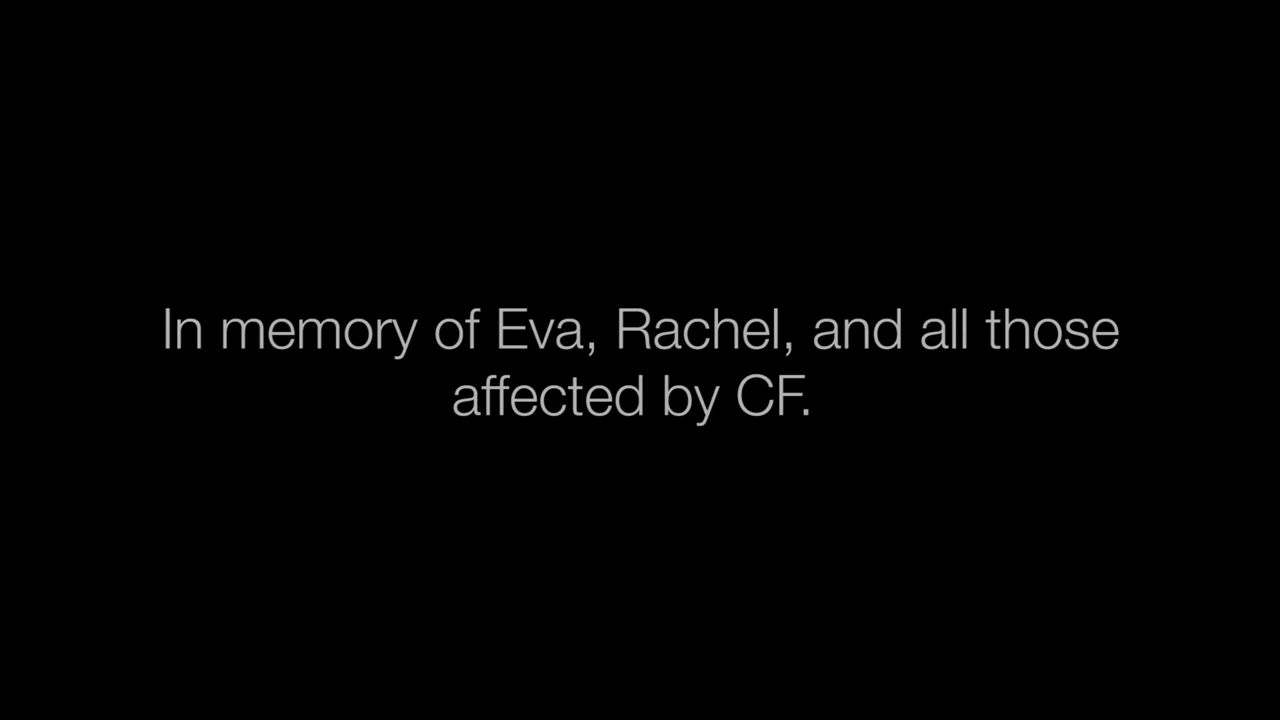 In memory of Eva, Rachel, and all those
affected by CF.